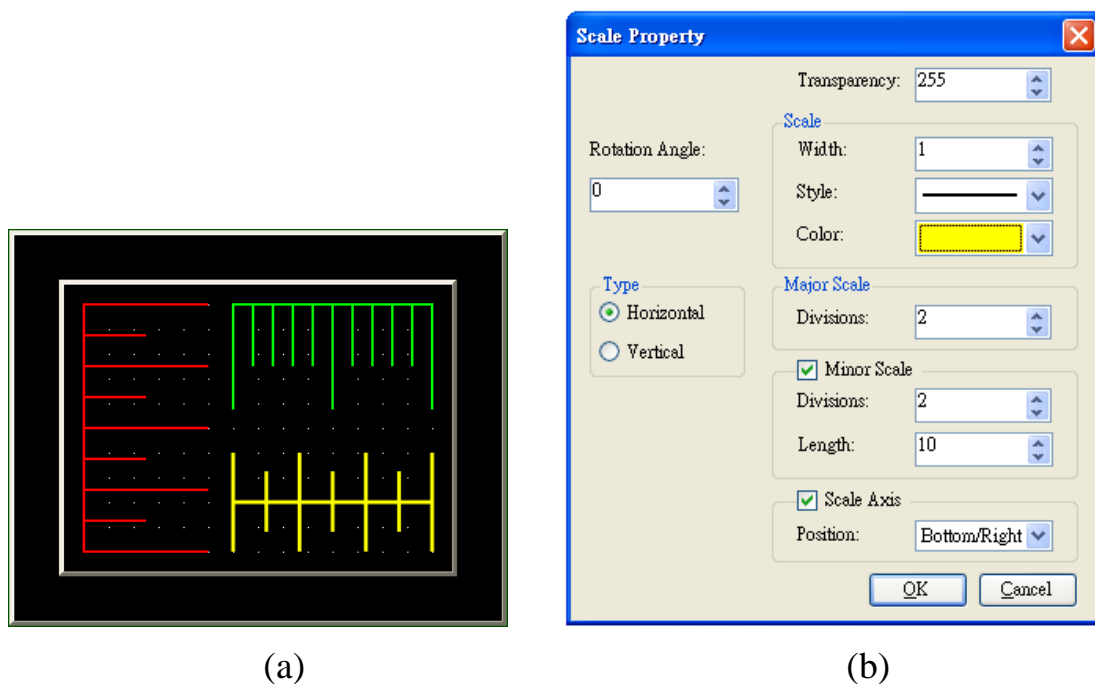 Scale Property
Transparency: 255
Scale
Rotation Angle:
Width: 1
0
Style:
Color:
Type
Major Scale
Horizontal
Divisions: 2
Vertical
Minor Scale
Divisions: 2
Length: 10
Scale Axis
Position: Bottom/Right
OK Cancel
(a) (b)